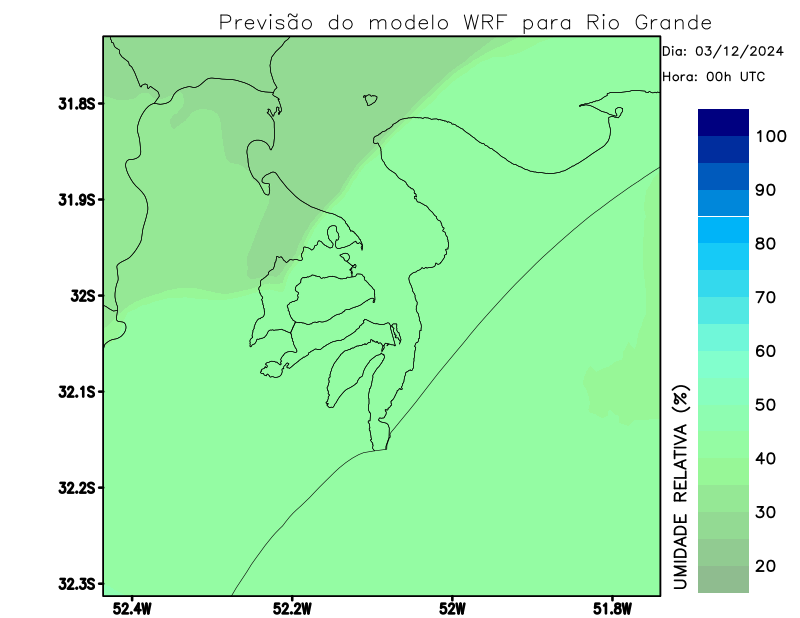 Previsão do modelo WRF para Rio Grande
Dia: 03/12/2024
Hora: 00h UTC
31.8S
31.9S
32S
32.1S
32.2S
32.3S
52.4W
52.2W
52W
51.8W
100
90
80
70
60
50
40
30
20
UMIDADE RELATIVA (%)